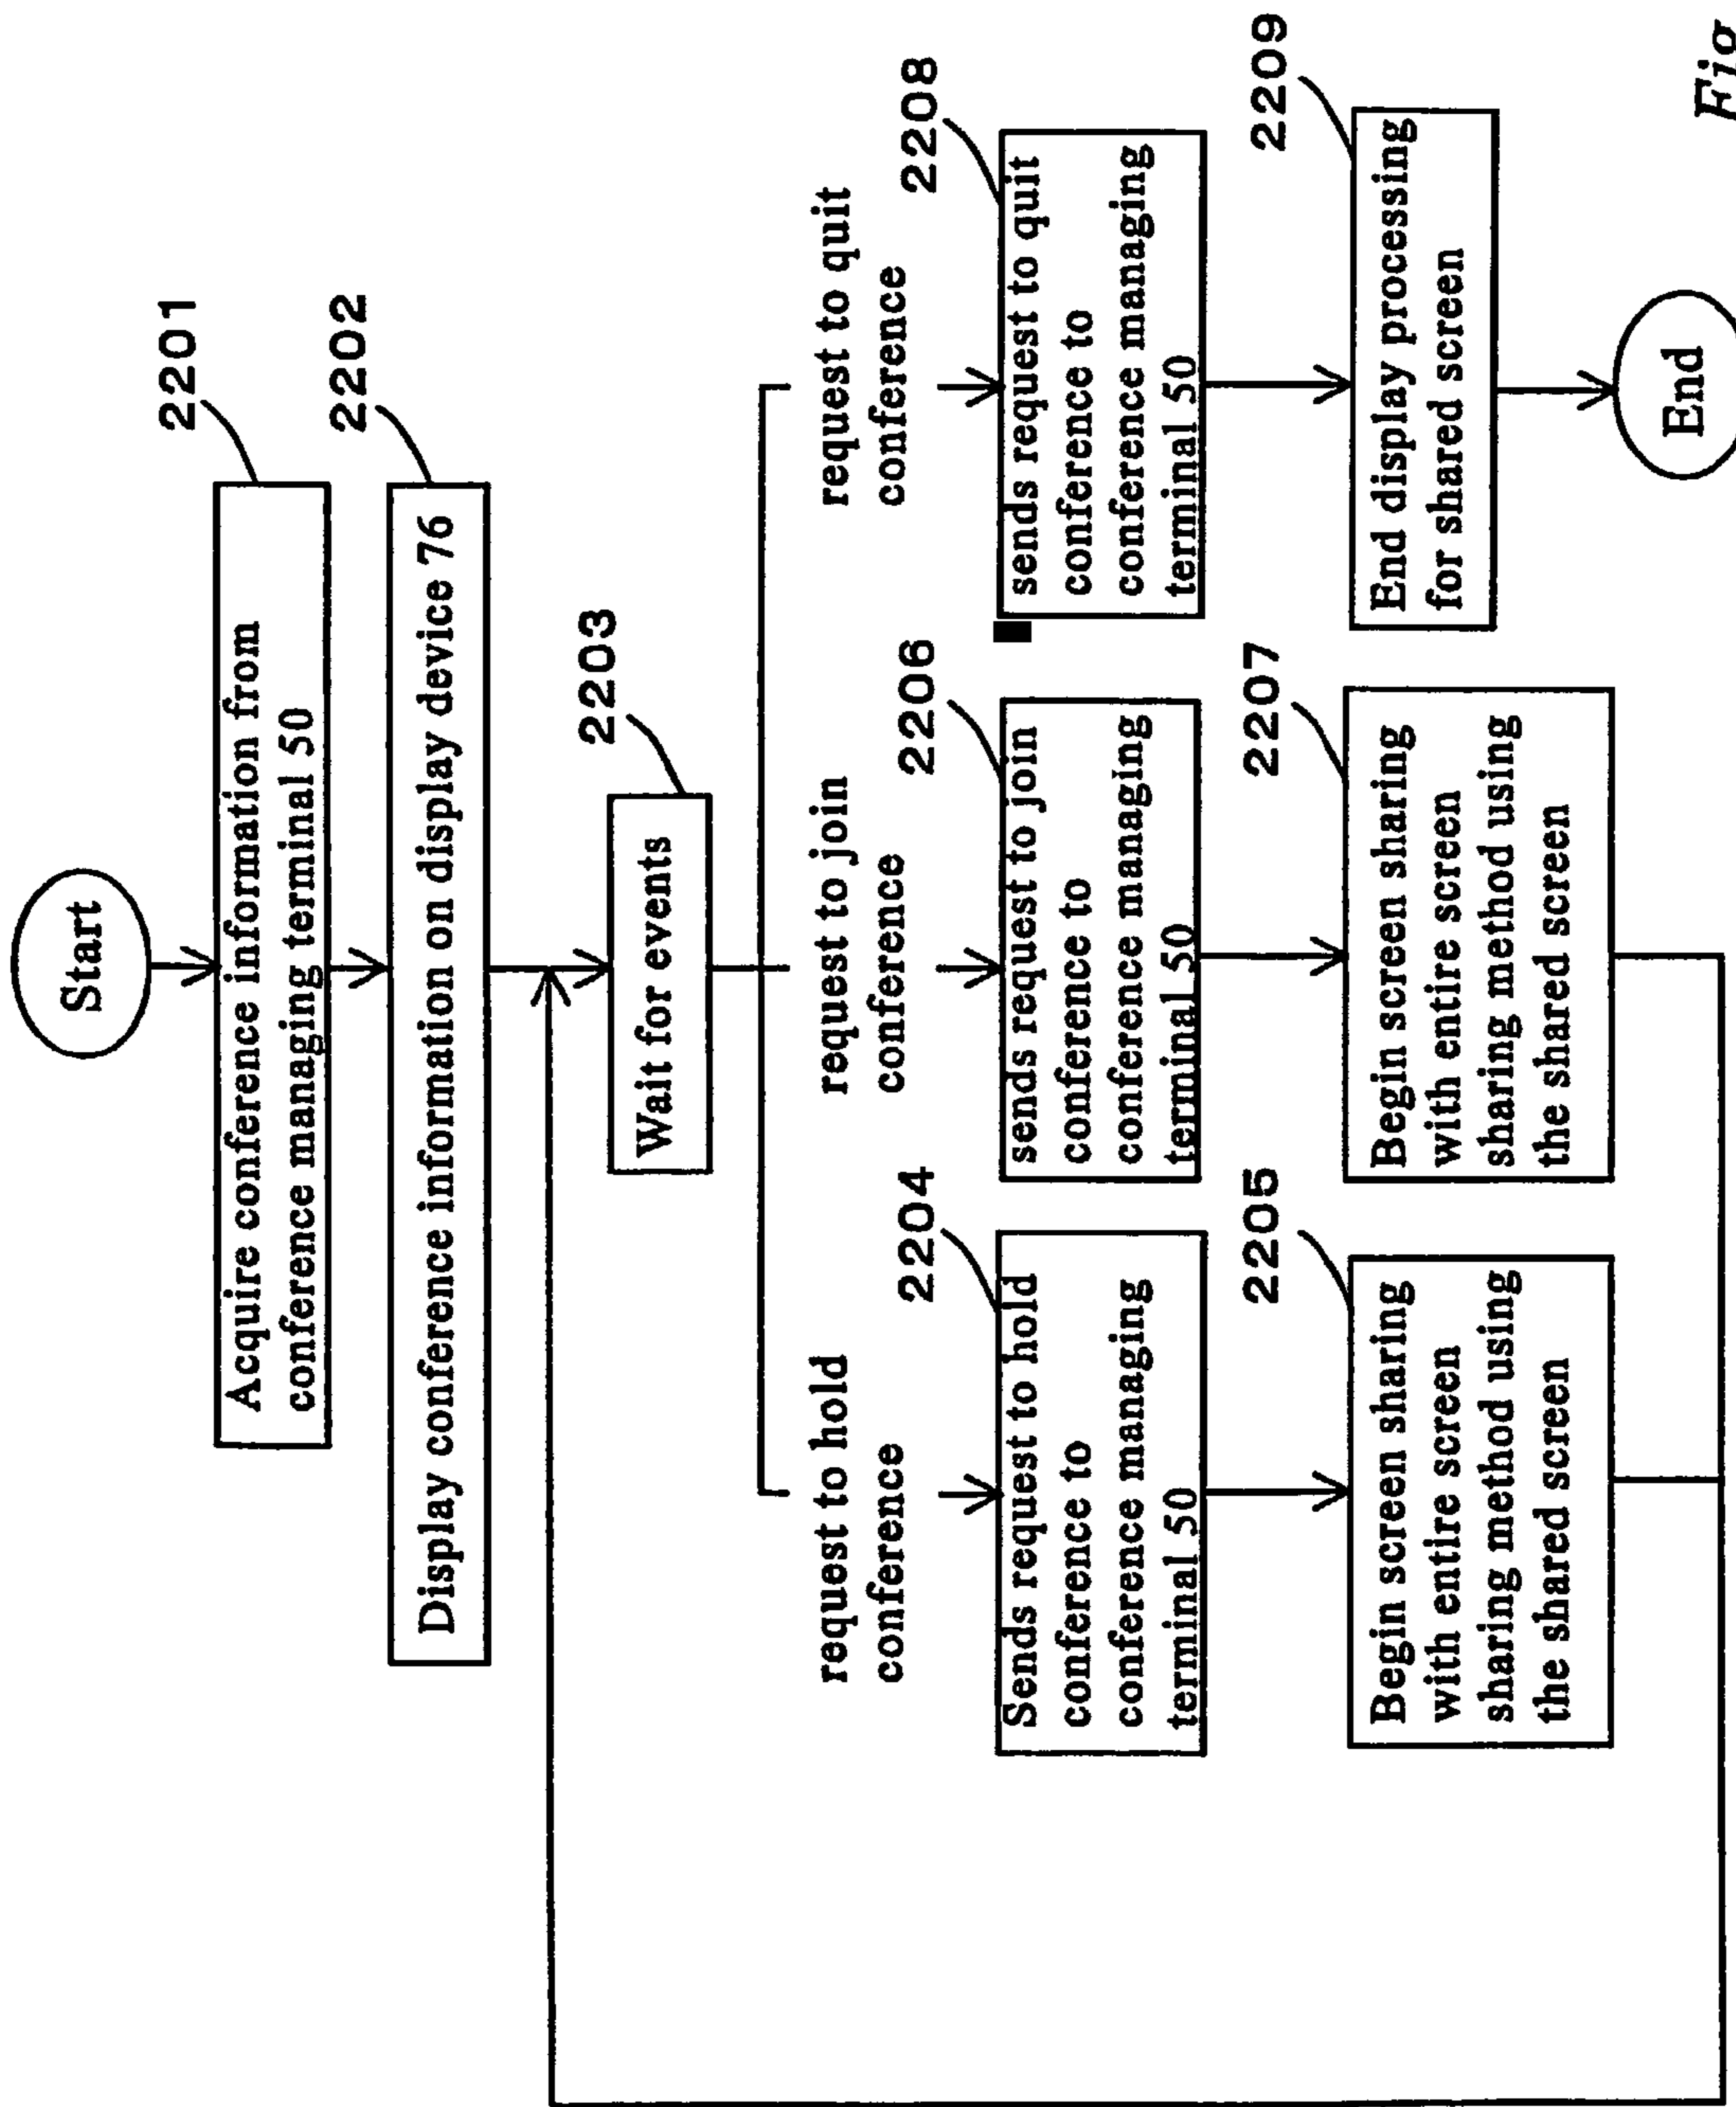 Start
2201
Acquire conference information from
conference managing terminal 50
2202
Display conference information on display device 76
2203
Wait for events
request to hold
conference
request to join
conference
request to quit
conference
2204
Sends request to hold
conference to
conference managing
terminal 50
2206
sends request to join
conference to
conference managing
terminal 50
2208
sends request to quit
conference to
conference managing
terminal 50
2205
Begin screen sharing
with entire screen
sharing method using
the shared screen
2207
Begin screen sharing
with entire screen
sharing method using
the shared screen
2209
End display processing
for shared screen
End
Fig